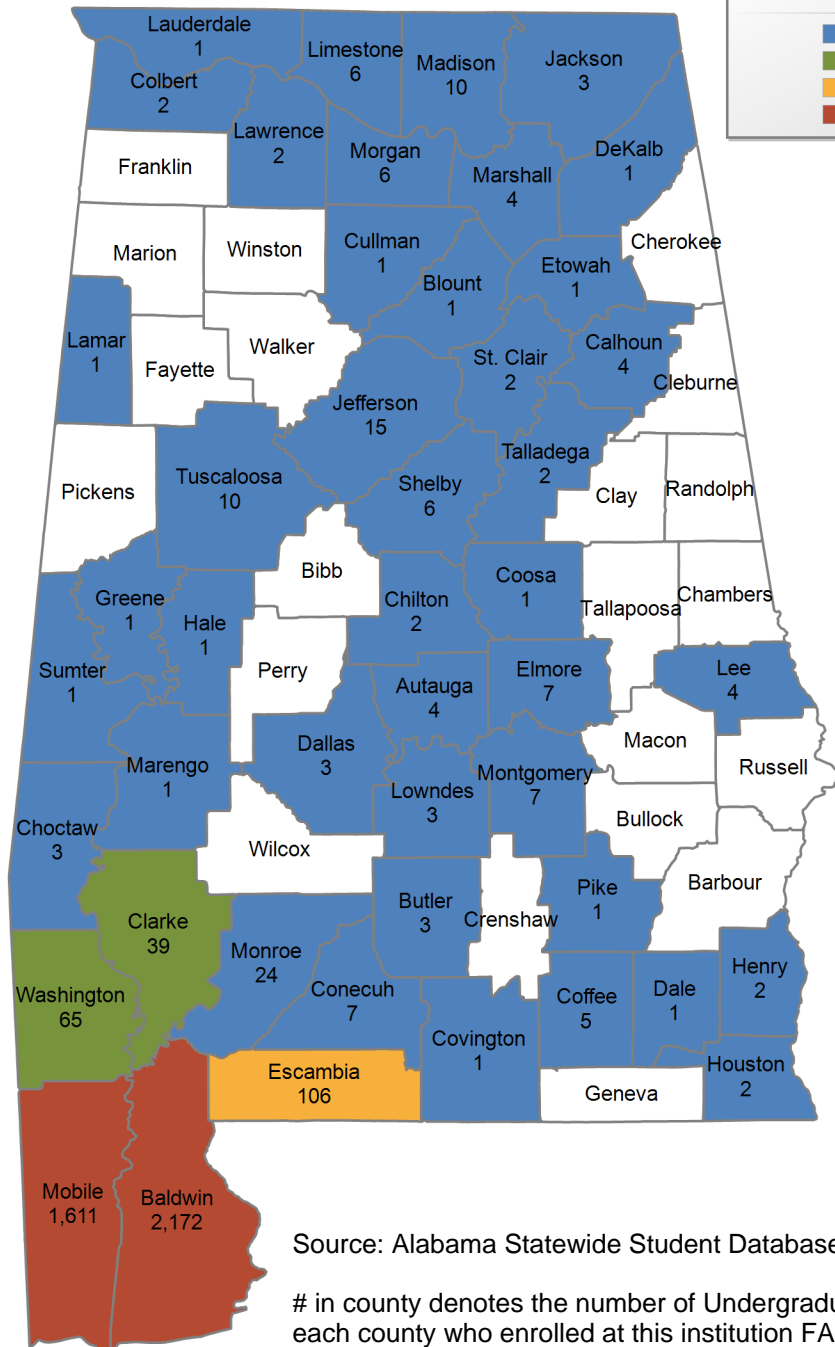 Lauderdale
1
Limestone
6
Madison
10
Jackson
3
Colbert
2
Lawrence
2
Morgan
6
Marshall
4
DeKalb
1
Franklin
Marion
Winston
Cullman
1
Blount
1
Etowah
1
Cherokee
Lamar
1
Fayette
Walker
St. Clair
2
Calhoun
4
Cleburne
Jefferson
15
Pickens
Tuscaloosa
10
Shelby
6
Talladega
2
Clay
Randolph
Bibb
Greene
1
Hale
1
Chilton
2
Coosa
1
Tallapoosa
Chambers
Sumter
1
Perry
Autauga
4
Elmore
7
Lee
4
Marengo
1
Dallas
3
Lowndes
3
Montgomery
7
Macon
Russell
Bullock
Choctaw
3
Wilcox
Clarke
39
Monroe
24
Butler
3
Crenshaw
Pike
1
Barbour
Washington
65
Conecuh
7
Covington
1
Coffee
5
Dale
1
Henry
2
Escambia
106
Geneva
Houston
2
Mobile
1,611
Baldwin
2,172
Source: Alabama Statewide Student Database
# in county denotes the number of Undergradu
each county who enrolled at this institution FA